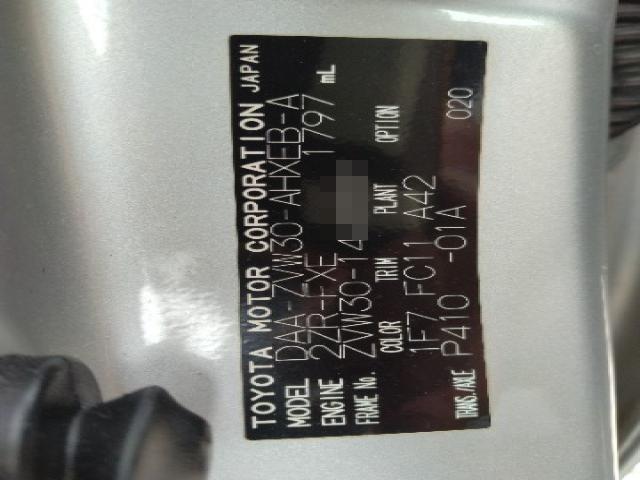 TOYOTA MOTOR CORPORATION JAPAN
MODEL DAA-ZVW30-AHXEB-A
ENGINE 2ZR-FXE 1797 mL
FRAME No. ZVW30-14
COLOR TRIM PLANT OPTION
1F7 FC11 A42
TRANS/AXLE P410 -01A 020